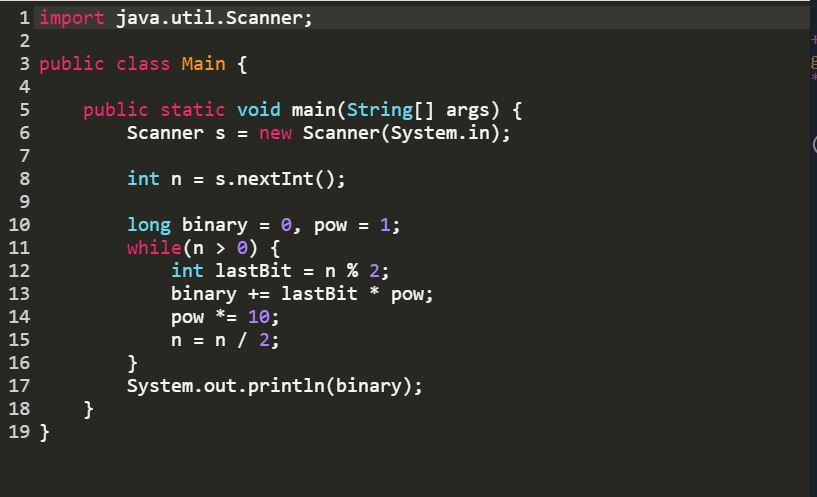 1 import java.util.Scanner;
2
3 public class Main {
4
5     public static void main(String[] args) {
6         Scanner s = new Scanner(System.in);
7
8         int n = s.nextInt();
9
10         long binary = 0, pow = 1;
11         while(n > 0) {
12             int lastBit = n % 2;
13             binary += lastBit * pow;
14             pow *= 10;
15             n = n / 2;
16         }
17         System.out.println(binary);
18     }
19 }